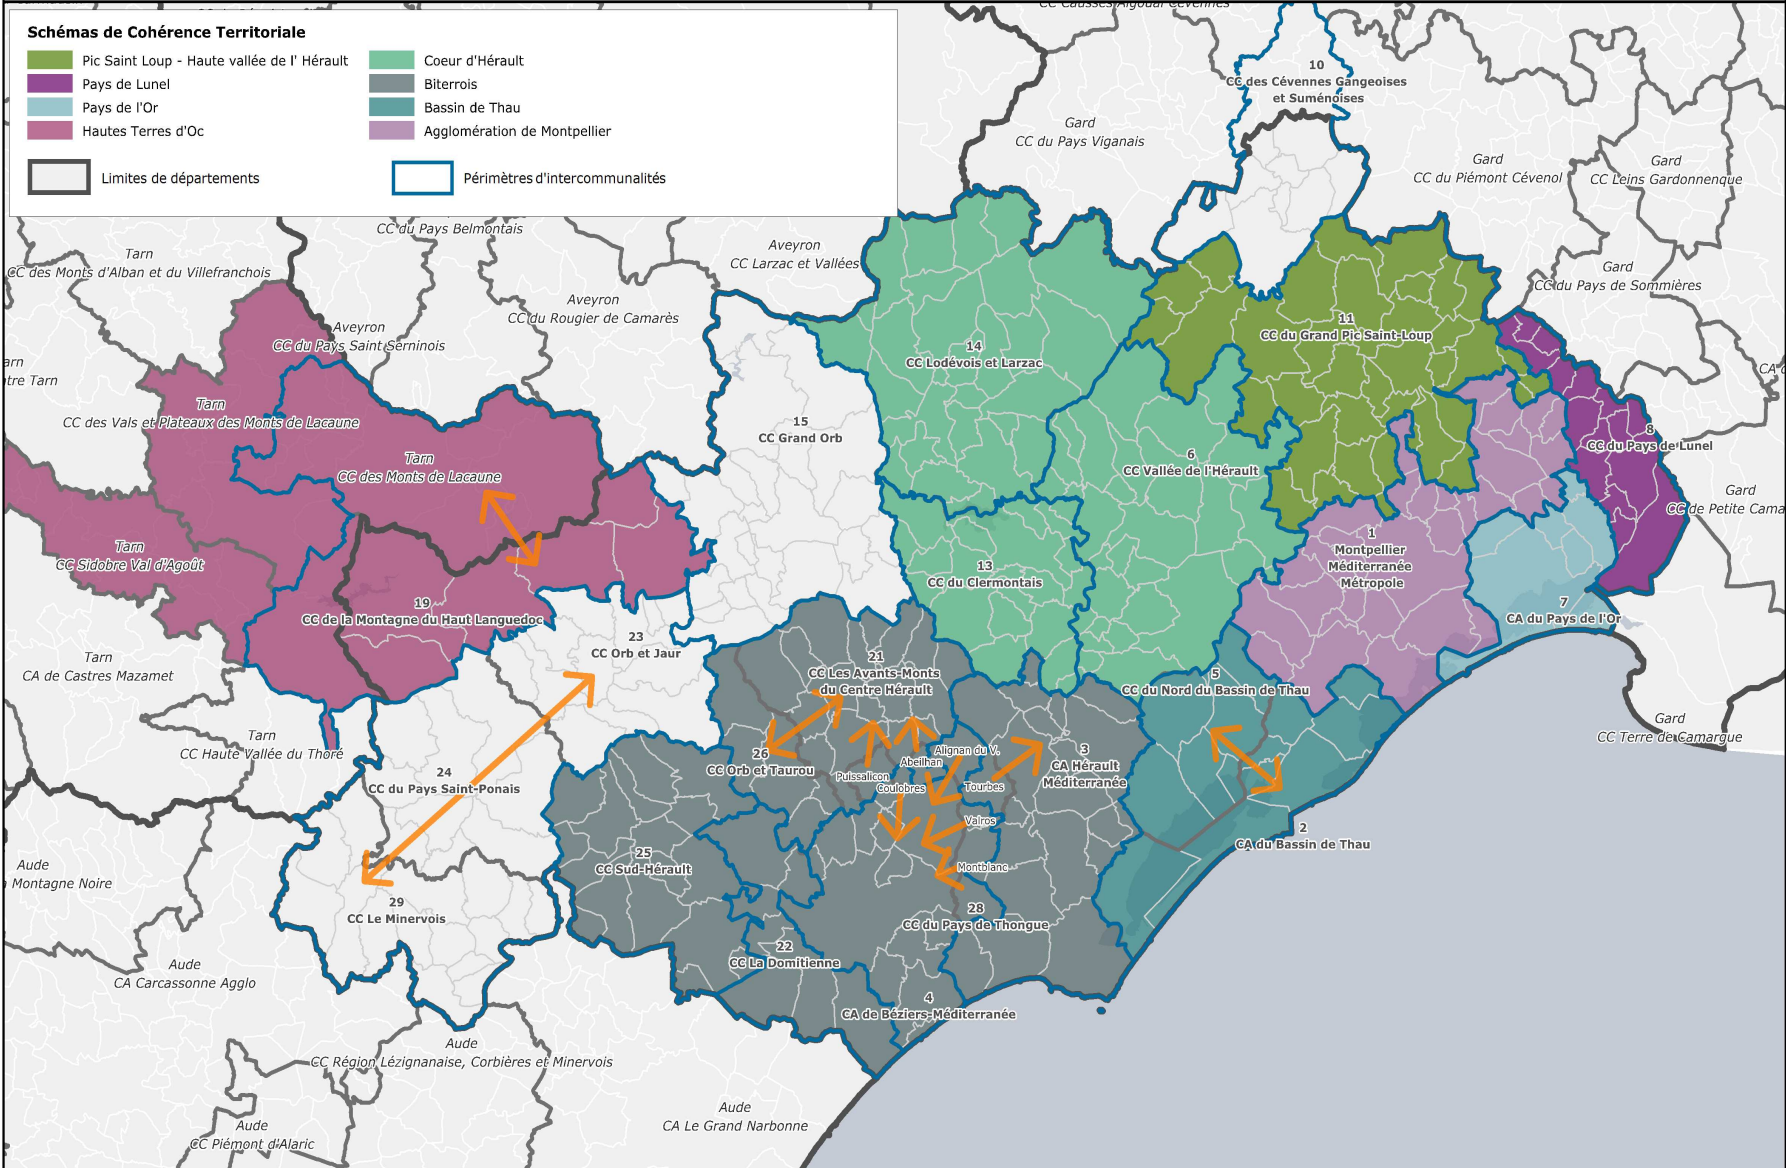 CC Causses Aigoual Cévennes
Schémas de Cohérence Territoriale
Pic Saint Loup - Haute vallée de l' Hérault
Pays de Lunel
Pays de l'Or
Hautes Terres d'Oc
Coeur d'Hérault
Biterrois
Bassin de Thau
Agglomération de Montpellier
Limites de départements
Périmètres d'intercommunalités
10
CC des Cévennes Gangeoises
et Suménoises
Gard
CC du Pays Viganais
Gard
CC du Piémont Cévenol
Gard
CC Leins Gardonnenque
CC du Pays Belmontais
Tarn
CC des Monts d'Alban et du Villefranchois
Aveyron
CC Larzac et Vallées
Gard
CC du Pays de Sommières
Aveyron
CC du Rougier de Camarès
Aveyron
CC du Pays Saint Serninois
11
CC du Grand Pic Saint-Loup
14
CC Lodévois et Larzac
arn
tre Tarn
CA d
Tarn
CC des Vals et Plateaux des Monts de Lacaune
15
CC Grand Orb
8
CC du Pays de Lunel
Tarn
CC des Monts de Lacaune
6
CC Vallée de l'Hérault
Gard
CC de Petite Cama
Tarn
CC Sidobre Val d'Agoût
1
Montpellier
Méditerranée
Métropole
13
CC du Clermontais
19
CC de la Montagne du Haut Languedoc
7
CA du Pays de l'Or
23
CC Orb et Jaur
Tarn
CA de Castres Mazamet
21
CC Les Avants-Monts
du Centre Hérault
5
CC du Nord du Bassin de Thau
Gard
CC Terre de Camargue
Tarn
CC Haute Vallée du Thoré
26
CC Orb et Taurou
Alignan du V.
Abeilhan
3
CA Hérault
Méditerranée
24
CC du Pays Saint-Ponais
Puissalicon
Coulobres
Tourbes
Valros
2
CA du Bassin de Thau
25
CC Sud-Hérault
Montblanc
Aude
a Montagne Noire
29
CC Le Minervois
28
CC du Pays de Thongue
22
CC La Domitienne
Aude
CA Carcassonne Agglo
4
CA de Béziers-Méditerranée
Aude
CC Région Lézignanaise, Corbières et Minervois
Aude
CA Le Grand Narbonne
Aude
CC Piémont d'Alaric